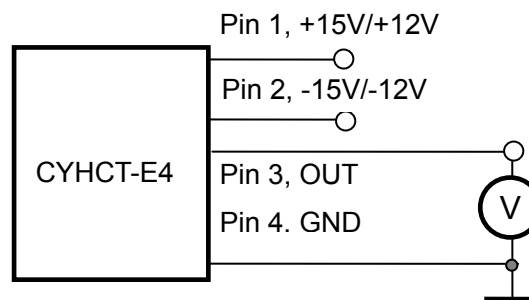 Pin 1, +15V/+12V
Pin 2, -15V/-12V
CYHCT-E4
Pin 3, OUT
V
Pin 4. GND